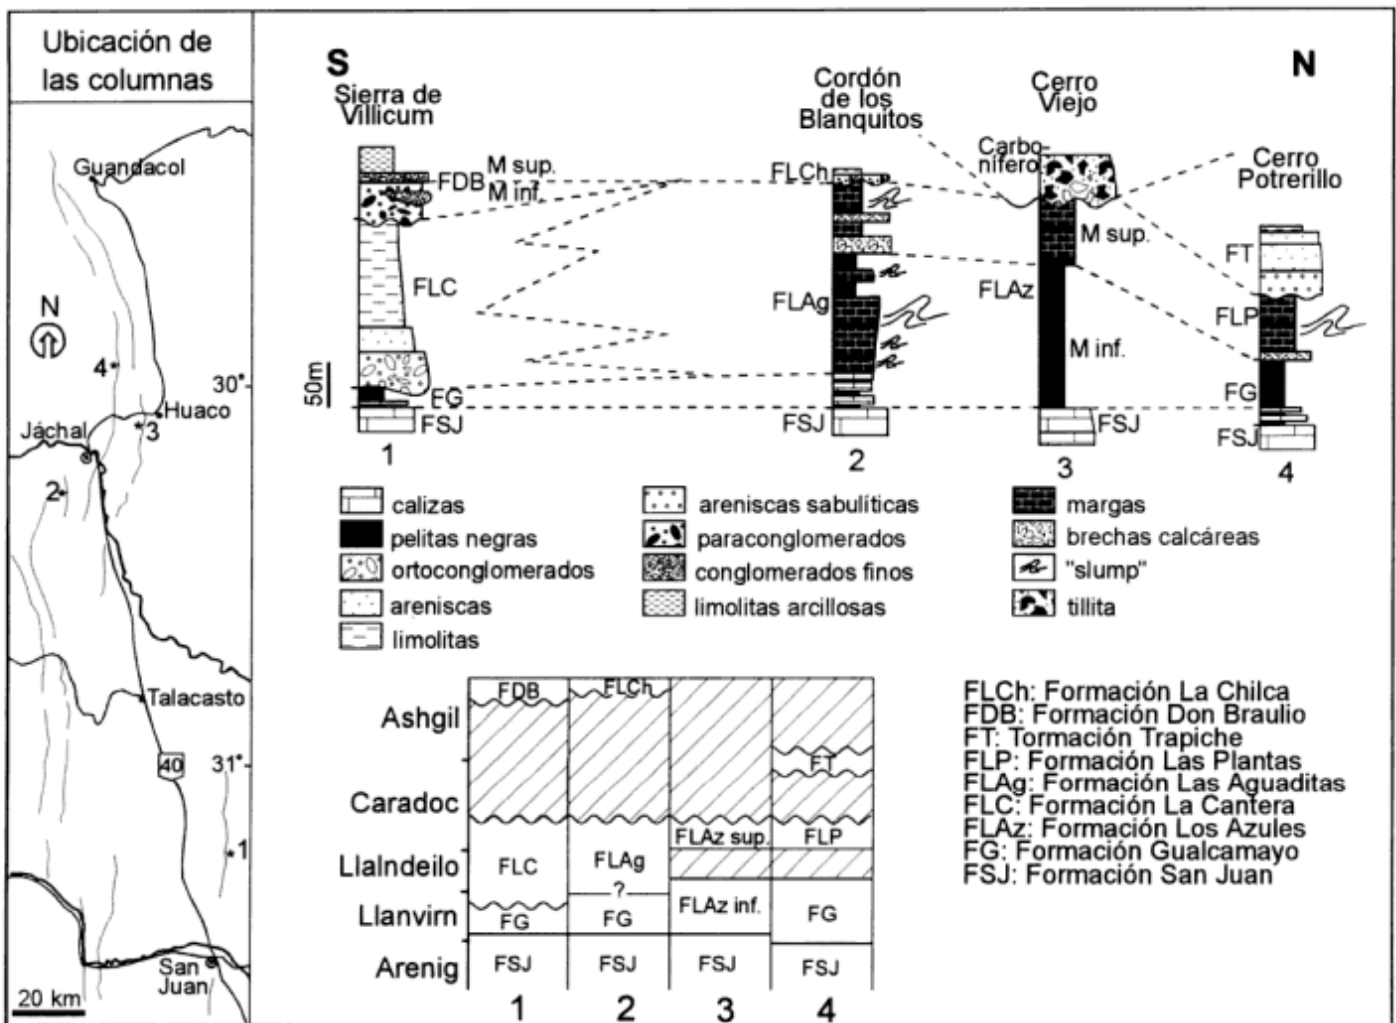 Ubicación de
las columnas
Guandacol
N
4
30°
Huaco
3
Jáchal
2
Talacasto
40
31°
1
San
Juan
20 km
S
N
Sierra de
Villicum
Cordón
de los
Blanquitos
Cerro
Viejo
Cerro
Potrerillo
Carbo-
nífero
FDB
M sup.
M inf.
FLCh
FLC
FLAg
FLAz
M sup.
M inf.
FT
FLP
FG
50m
FG
FSJ
FSJ
FSJ
FSJ
1
2
3
4
calizas
pelitas negras
ortoconglomerados
areniscas
limolitas
areniscas sabulíticas
paraconglomerados
conglomerados finos
limolitas arcillosas
margas
brechas calcáreas
"slump"
tillita
Ashgil
Caradoc
Llalndeilo
Llanvirn
Arenig
FDB
FLCh
FT
FLAz sup.
FLP
FLC
FLAg
?
FLAz inf.
FG
FG
FG
FSJ
FSJ
FSJ
FSJ
1
2
3
4
FLCh: Formación La Chilca
FDB: Formación Don Braulio
FT: Tormación Trapiche
FLP: Formación Las Plantas
FLAg: Formación Las Aguaditas
FLC: Formación La Cantera
FLAz: Formación Los Azules
FG: Formación Gualcamayo
FSJ: Formación San Juan